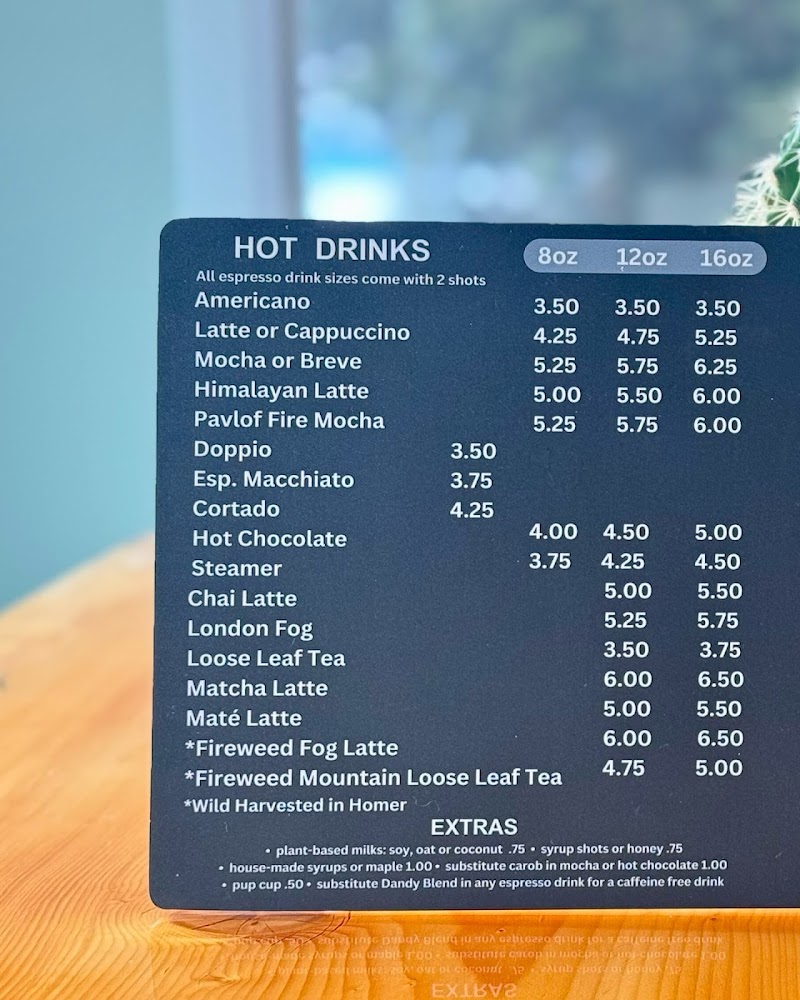 HOT DRINKS 8oz 12oz 16oz
All espresso drink sizes come with 2 shots
Americano 3.50 3.50 3.50
Latte or Cappuccino 4.25 4.75 5.25
Mocha or Breve 5.25 5.75 6.25
Himalayan Latte 5.00 5.50 6.00
Pavlof Fire Mocha 5.25 5.75 6.00
Doppio 3.50
Esp. Macchiato 3.75
Cortado 4.25
Hot Chocolate 4.00 4.50 5.00
Steamer 3.75 4.25 4.50
Chai Latte 5.00 5.50
London Fog 5.25 5.75
Loose Leaf Tea 3.50 3.75
Matcha Latte 6.00 6.50
Maté Latte 5.00 5.50
*Fireweed Fog Latte 6.00 6.50
*Fireweed Mountain Loose Leaf Tea 4.75 5.00
*Wild Harvested in Homer
EXTRAS
• plant-based milks: soy, oat or coconut .75 • syrup shots or honey .75
• house-made syrups or maple 1.00 • substitute carob in mocha or hot chocolate 1.00
• pup cup .50 • substitute Dandy Blend in any espresso drink for a caffeine free drink